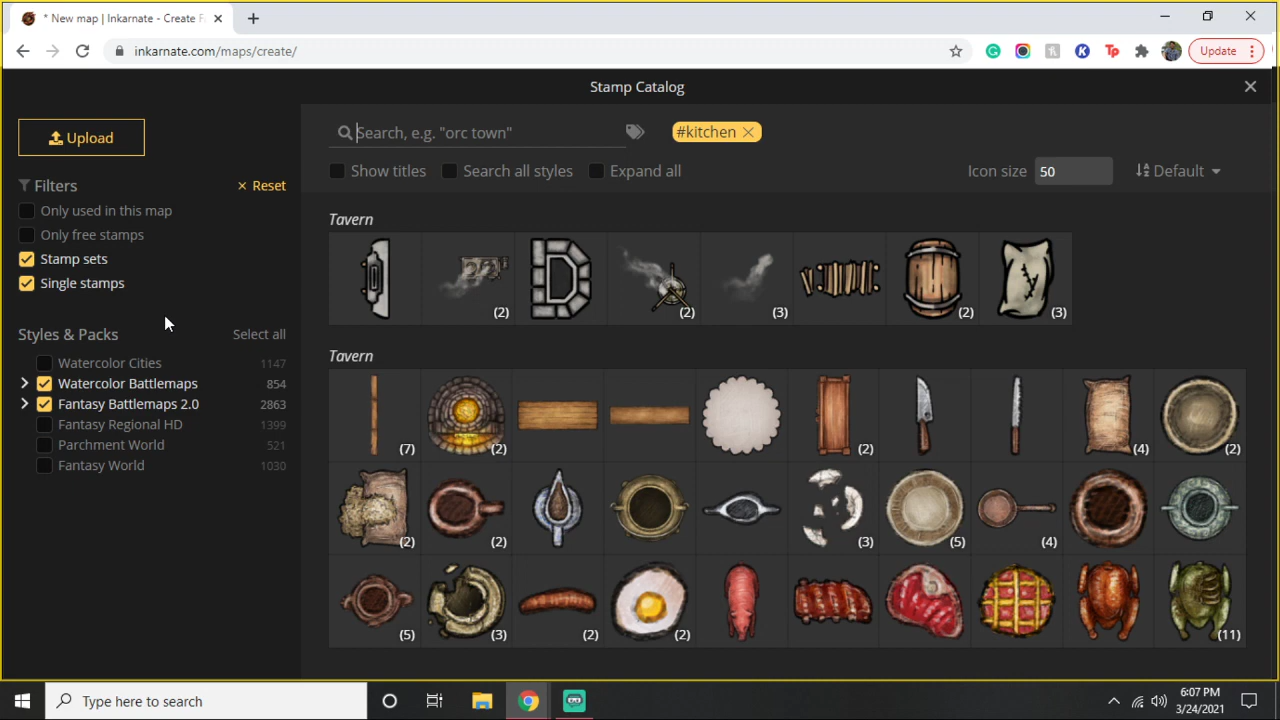 * New map | Inkarnate - Create F
inkarnate.com/maps/create/
Update
Stamp Catalog
Upload
Search, e.g. "orc town"
#kitchen
Show titles
Search all styles
Expand all
Icon size
50
Default
Filters
Reset
Only used in this map
Only free stamps
Stamp sets
Single stamps
Styles & Packs
Select all
Watercolor Cities 1147
Watercolor Battlemaps 854
Fantasy Battlemaps 2.0 2863
Fantasy Regional HD 1399
Parchment World 521
Fantasy World 1030
Tavern
(2) (2) (3) (2) (3)
Tavern
(7) (2) (2) (4) (2)
(2) (2) (3) (5) (4)
(5) (3) (2) (2) (11)
Type here to search
Tp
6:07 PM
3/24/2021